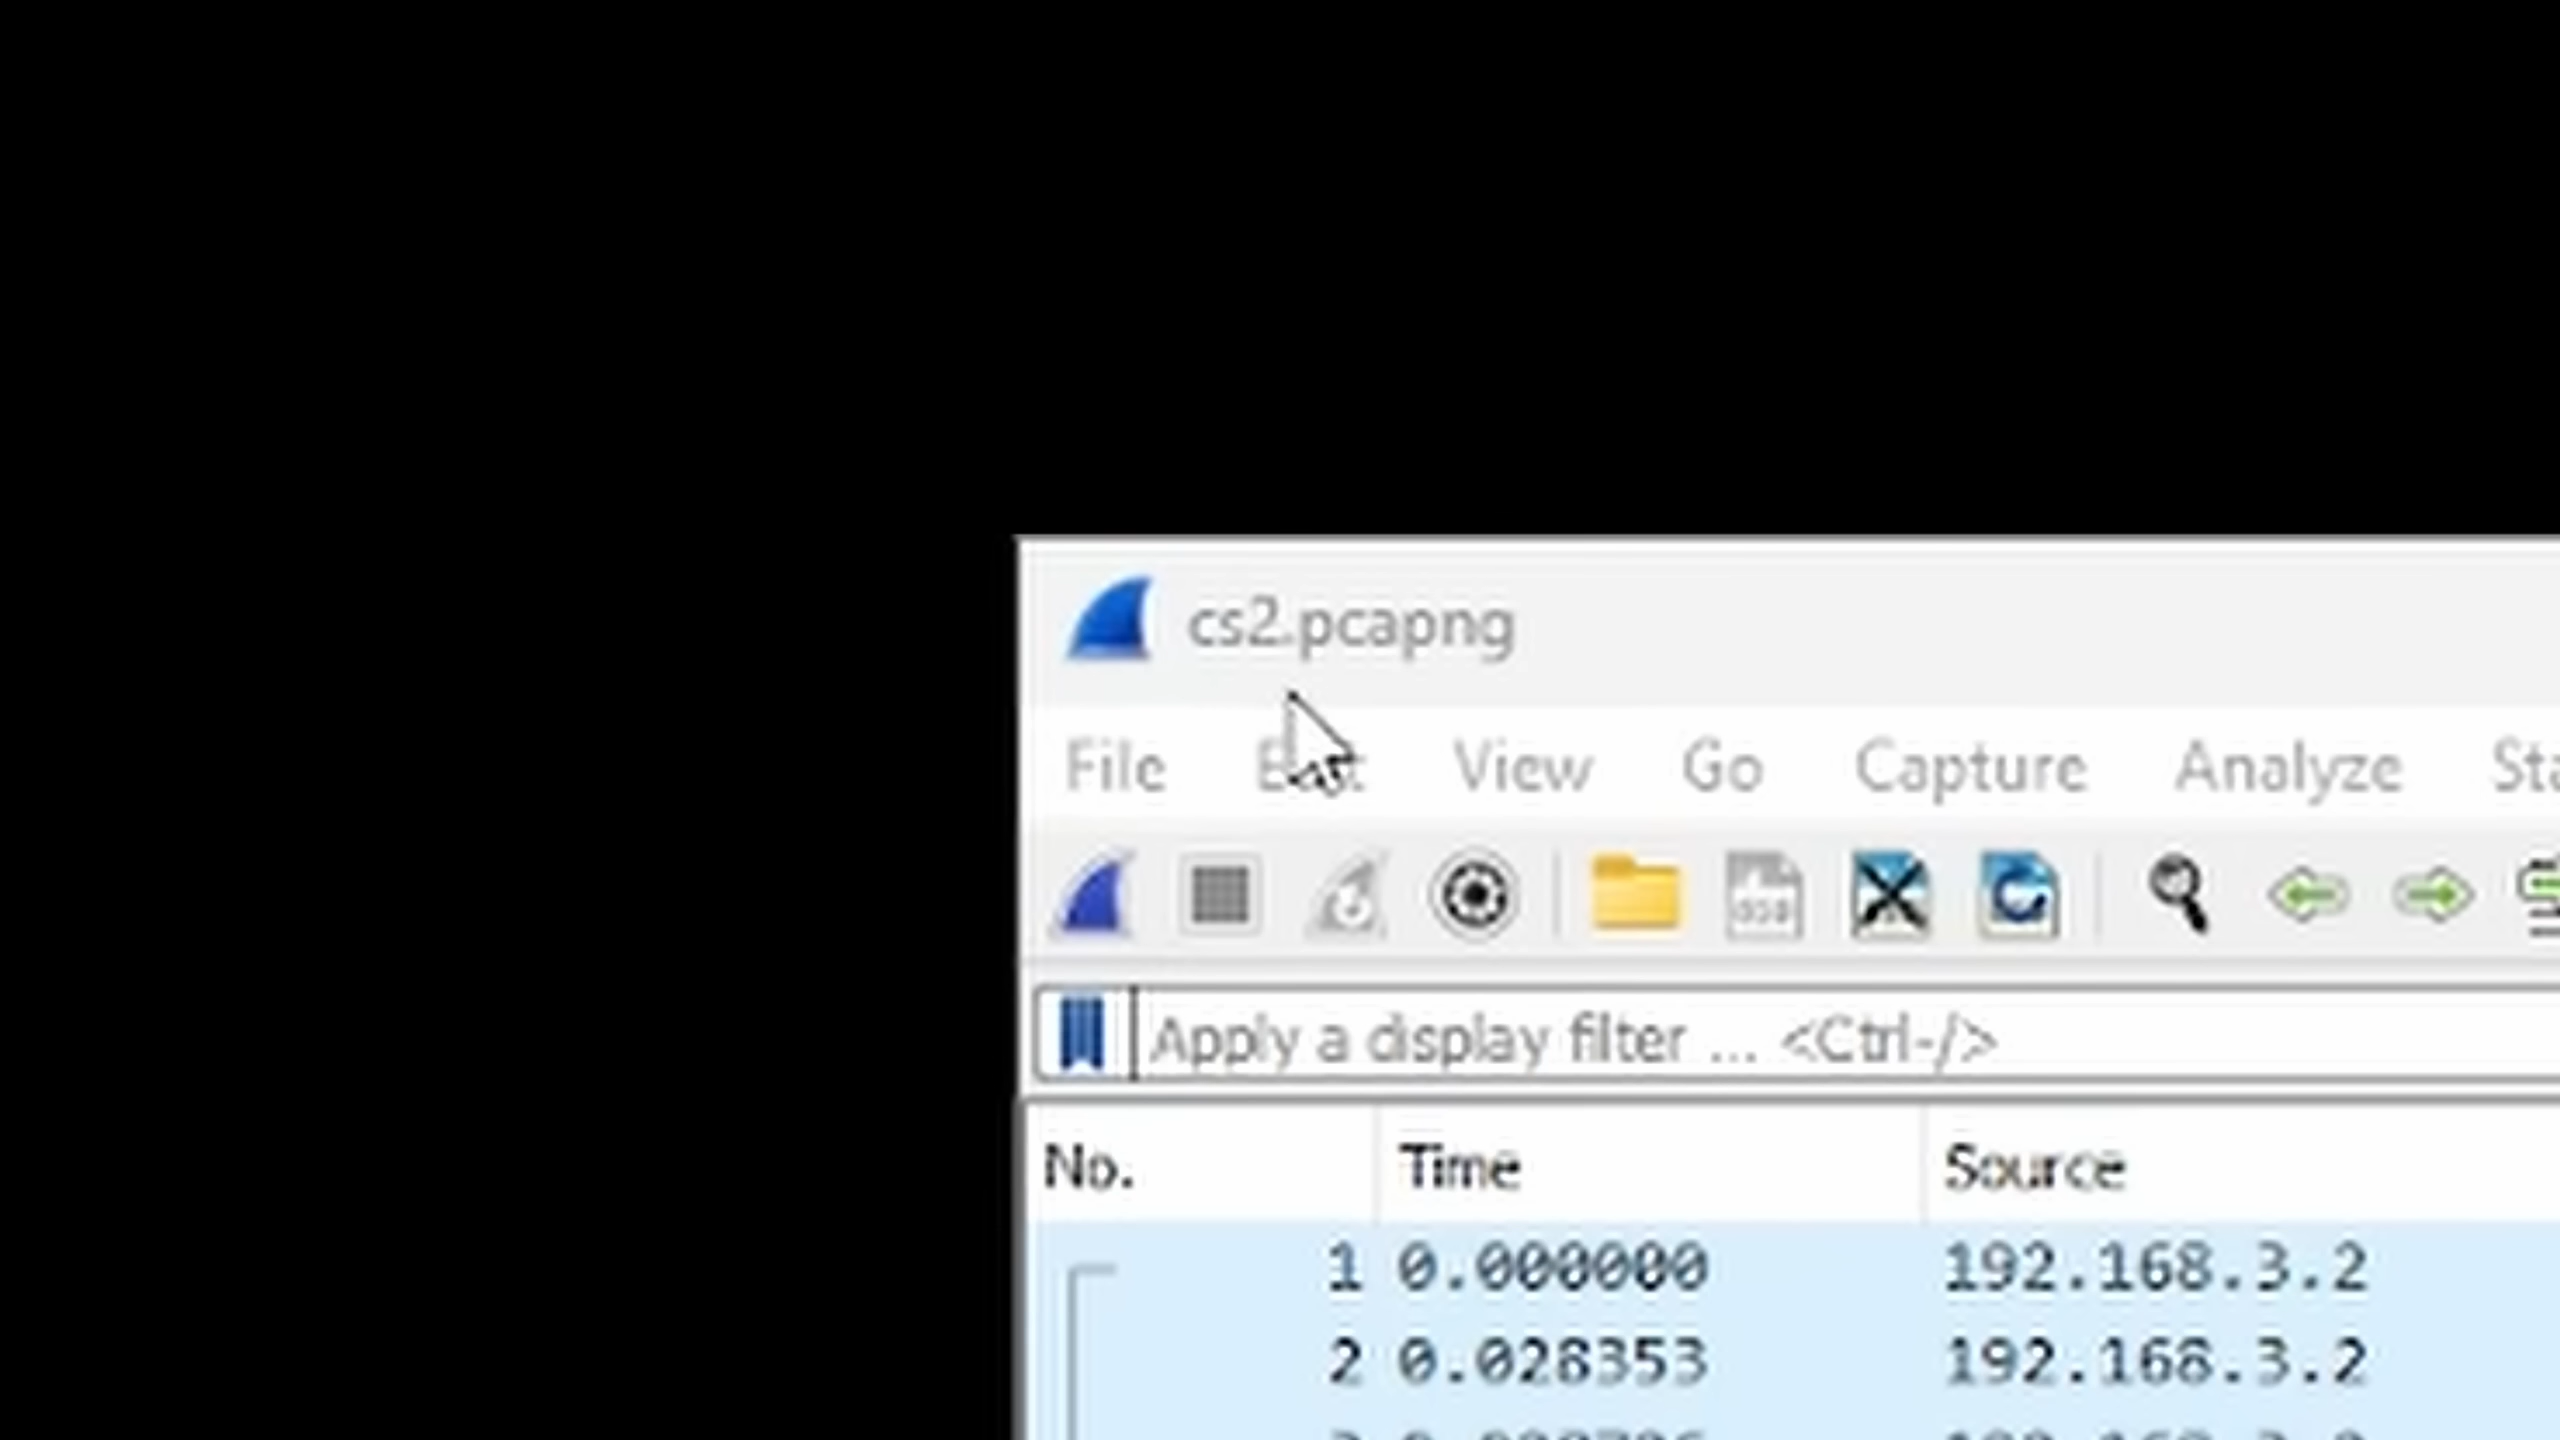 cs2.pcapng
File View Go Capture Analyze
Apply a display filter ... <Ctrl-/>
No. Time Source
1 0.000000 192.168.3.2
2 0.028353 192.168.3.2